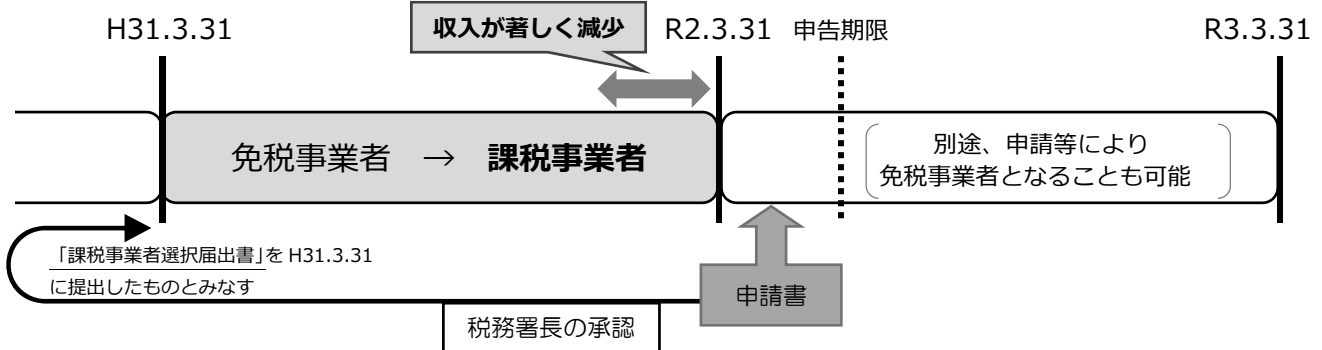 H31.3.31
収入が著しく減少
R2.3.31
申告期限
R3.3.31
免税事業者 → 課税事業者
別途、申請等により
免税事業者となることも可能
「課税事業者選択届出書」を H31.3.31
に提出したものとみなす
申請書
税務署長の承認